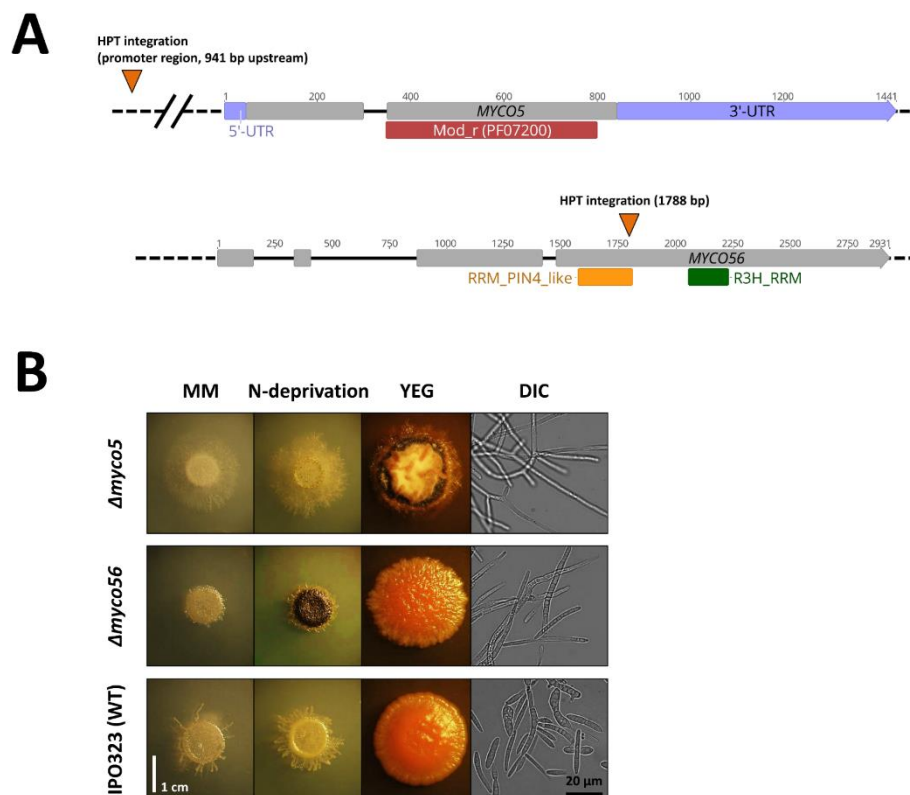 A
HPT integration
(promoter region, 941 bp upstream)
1 200 400 600 800 1000 1200 1441
MYCO5 3'-UTR
5'-UTR Mod_r (PF07200)
HPT integration (1788 bp)
1 250 500 750 1000 1250 1500 1750 2000 2250 2500 2750 2931
MYCO56
RRM_PIN4_like R3H_RRM
B
MM N-deprivation YEG DIC
Δmyco5
Δmyco56
IPO323 (WT)
1 cm
20 µm